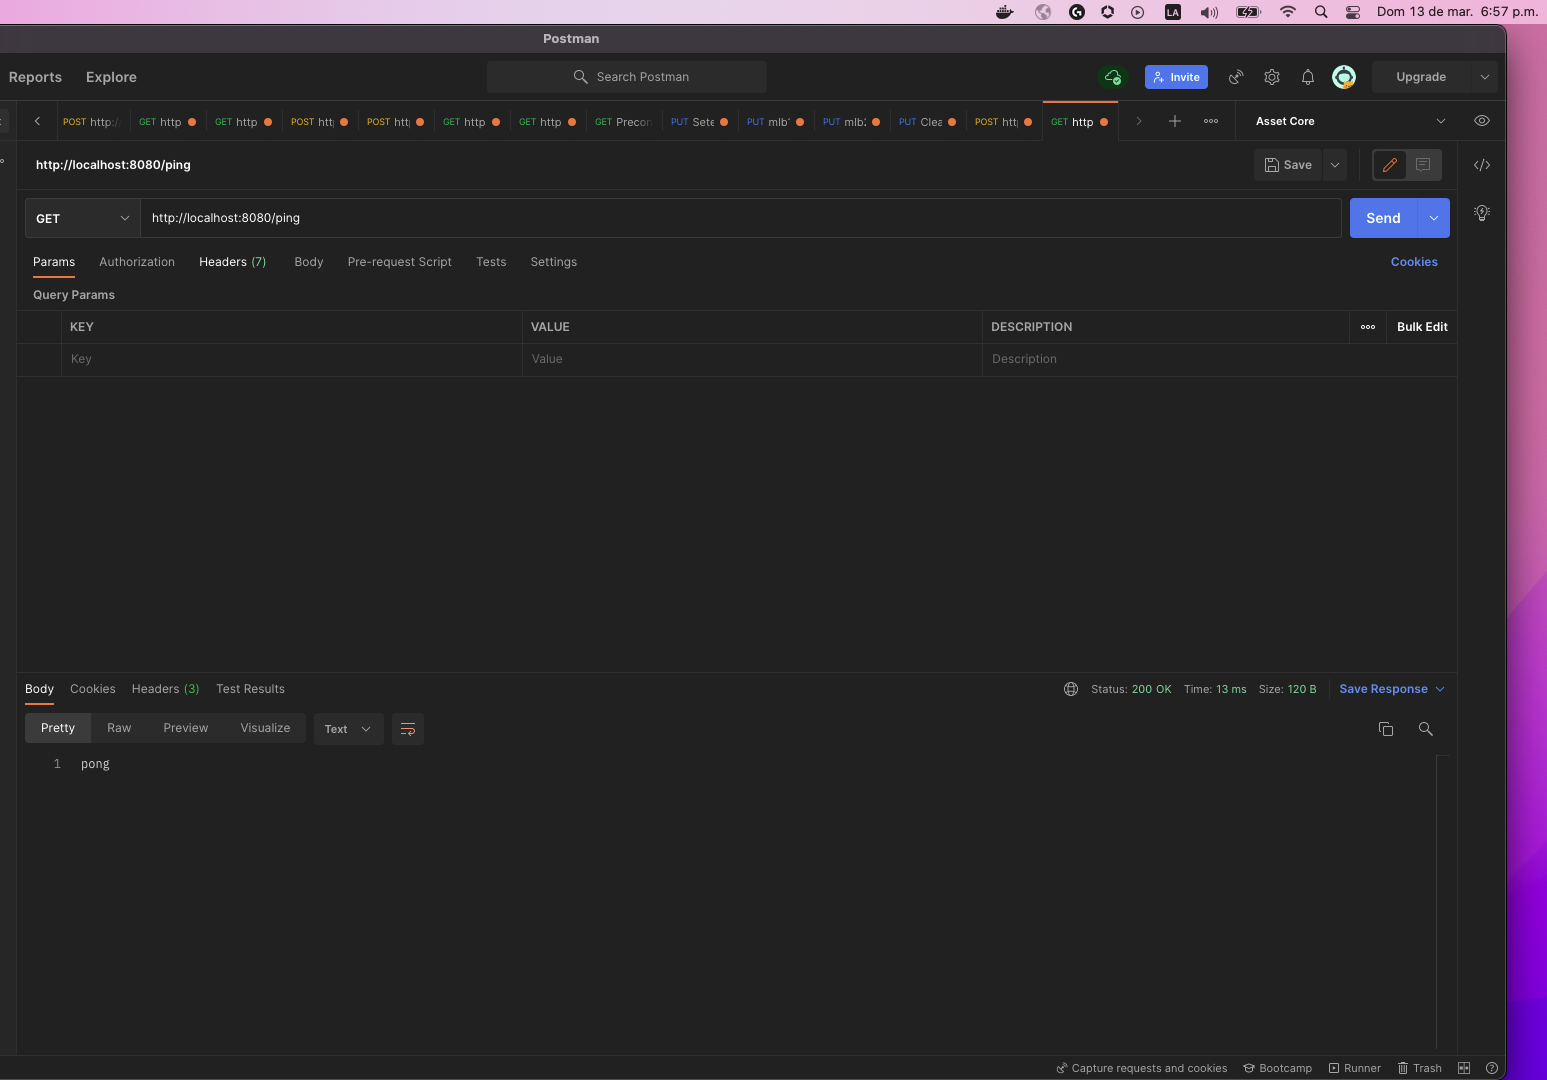 LA
Dom 13 de mar. 6:57 p.m.
Postman
Reports Explore
Search Postman
Invite
Upgrade
POST http:/ GET http GET http POST htt POST htt GET http GET http GET Precon PUT Sete PUT mlb PUT mlb PUT Clea POST htt GET http
Asset Core
http://localhost:8080/ping
Save
GET http://localhost:8080/ping
Send
Params Authorization Headers (7) Body Pre-request Script Tests Settings
Cookies
Query Params
KEY VALUE DESCRIPTION
Bulk Edit
Key Value Description
Body Cookies Headers (3) Test Results
Status: 200 OK Time: 13 ms Size: 120 B
Save Response
Pretty Raw Preview Visualize Text
1 pong
Capture requests and cookies Bootcamp Runner Trash